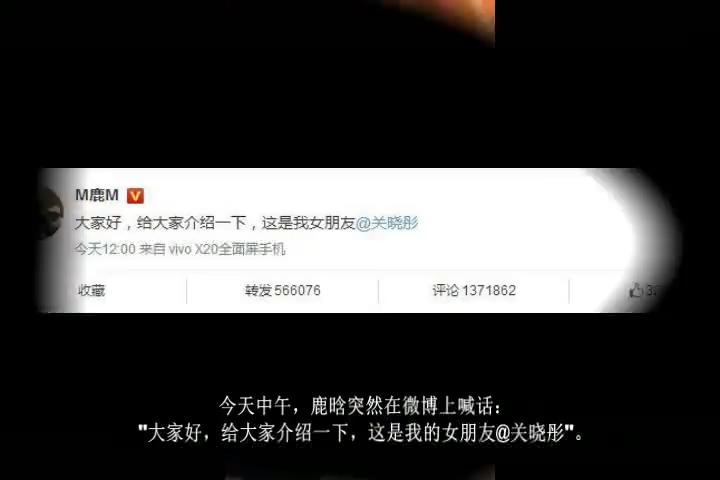 M鹿M
大家好，给大家介绍一下，这是我女朋友@关晓彤
今天12:00 来自 vivo X20全面屏手机
收藏
转发 566076
评论 1371862
今天中午，鹿晗突然在微博上喊话：
"大家好，给大家介绍一下，这是我的女朋友@关晓彤"。